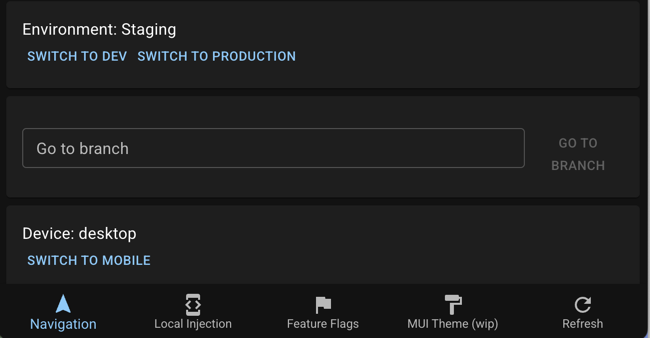 Environment: Staging
SWITCH TO DEV SWITCH TO PRODUCTION
Go to branch
GO TO
BRANCH
Device: desktop
SWITCH TO MOBILE
Navigation
Local Injection
Feature Flags
MUI Theme (wip)
Refresh